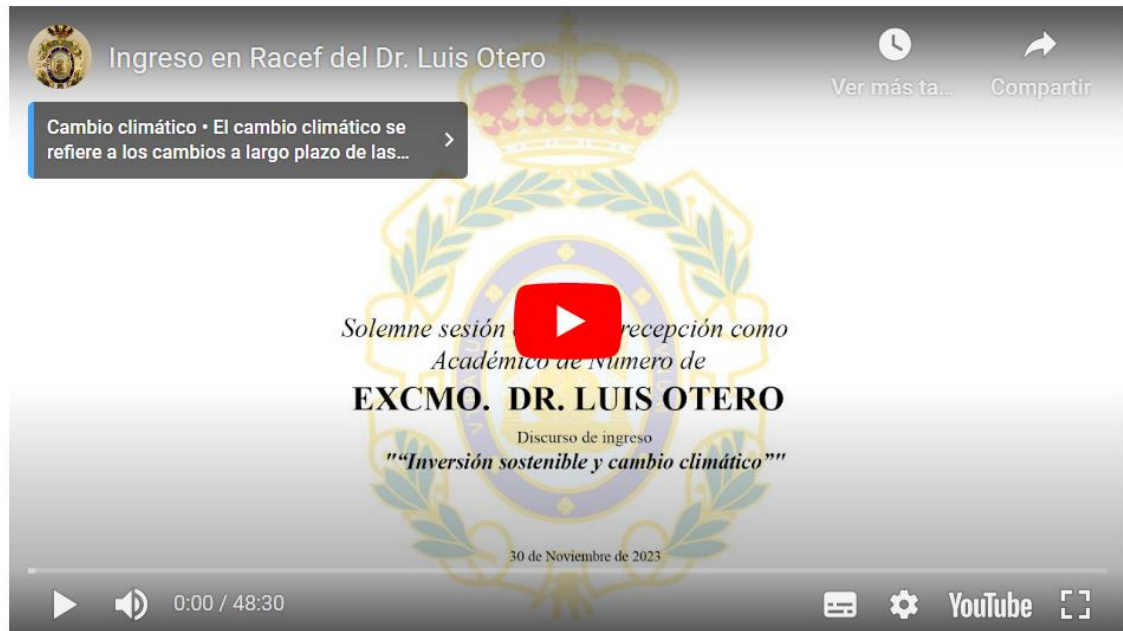 Ingreso en Racef del Dr. Luis Otero
Ver más ta...
Compartir
Cambio climático • El cambio climático se
refiere a los cambios a largo plazo de las...
Solemne sesión recepción como
Académico de Número de
EXCMO. DR. LUIS OTERO
Discurso de ingreso
"“Inversión sostenible y cambio climático”"
30 de Noviembre de 2023
0:00 / 48:30
YouTube